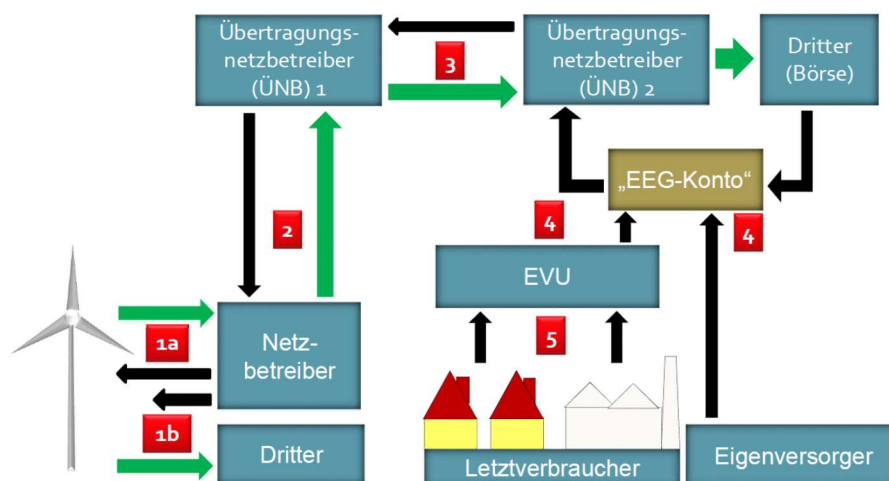 Übertragungs-
netzbetreiber
(ÜNB) 1
3
Übertragungs-
netzbetreiber
(ÜNB) 2
Dritter
(Börse)
„EEG-Konto“
2
4
4
EVU
1a
Netz-
betreiber
5
1b
Dritter
Letztverbraucher
Eigenversorger